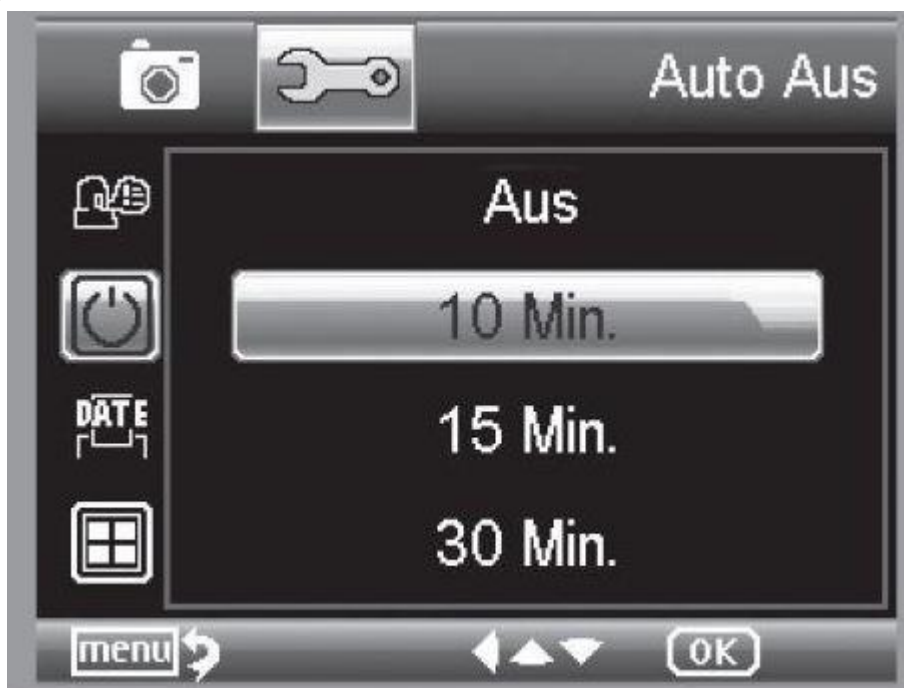 Auto Aus
Aus
10 Min.
DATE
15 Min.
30 Min.
menu
OK